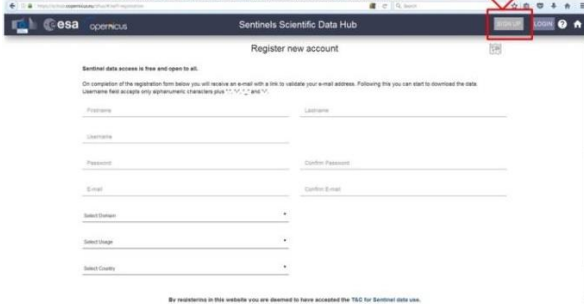 Search
esa opernicus
Sentinels Scientific Data Hub
SIGN UP
LOGIN
Register new account
Sentinel data access is free and open to all.
On completion of the registration form below you will receive an e-mail with a link to validate your e-mail address. Following this you can start to download the data.
Username field accepts only alphanumeric characters plus
Firstname
Lastname
Username
Password
Confirm Password
E-mail
Confirm E-mail
Select Domain
Select Usage
Select Country
By registering in this website you are deemed to have accepted the T&C for Sentinel data use.